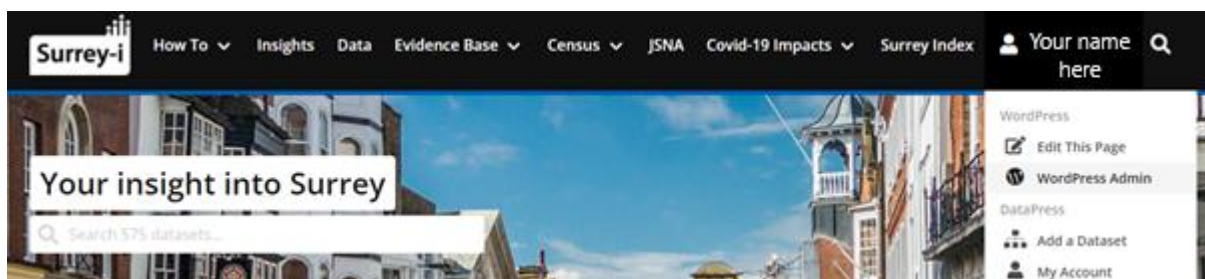 Surrey-i
How To
Insights
Data
Evidence Base
Census
JSNA
Covid-19 Impacts
Surrey Index
Your name
here
WordPress
Edit This Page
WordPress Admin
DataPress
Add a Dataset
My Account
Your insight into Surrey
Search 575 datasets...